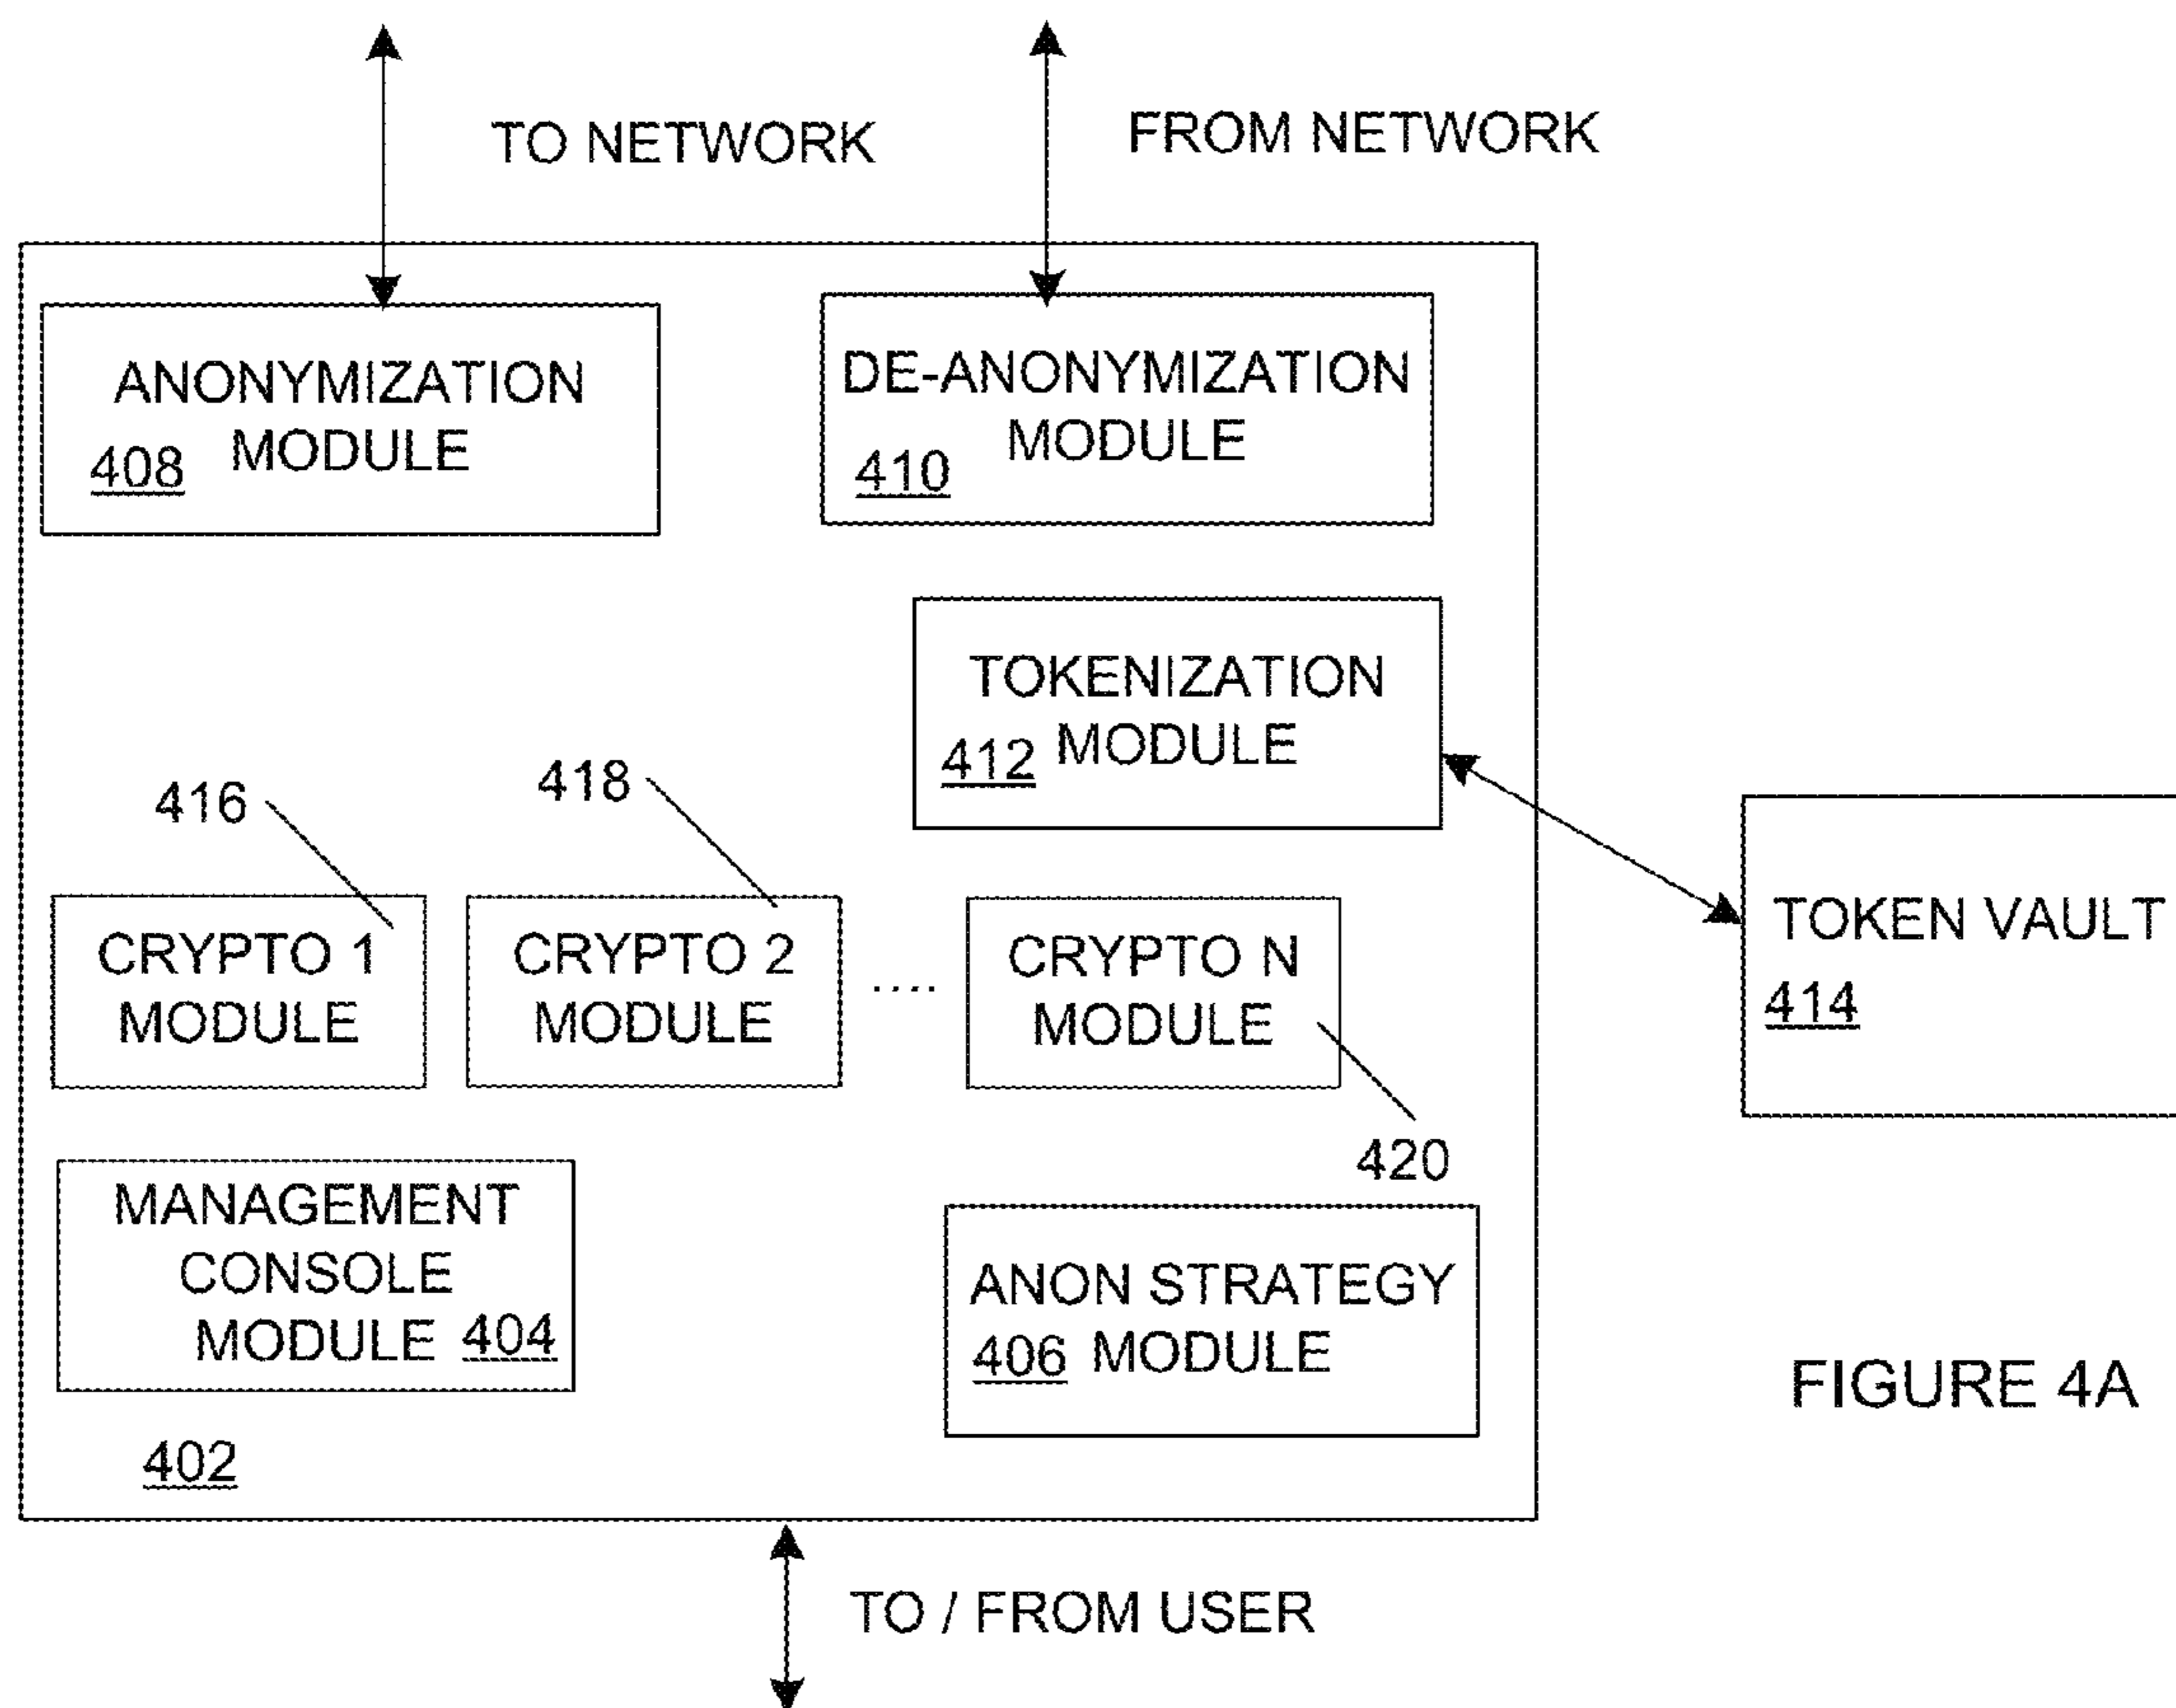 TO NETWORK
FROM NETWORK
ANONYMIZATION
MODULE
408
DE-ANONYMIZATION
MODULE
410
TOKENIZATION
MODULE
412
416
418
CRYPTO 1
MODULE
CRYPTO 2
MODULE
....
CRYPTO N
MODULE
420
TOKEN VAULT
414
MANAGEMENT
CONSOLE
MODULE 404
ANON STRATEGY
406 MODULE
402
FIGURE 4A
TO / FROM USER